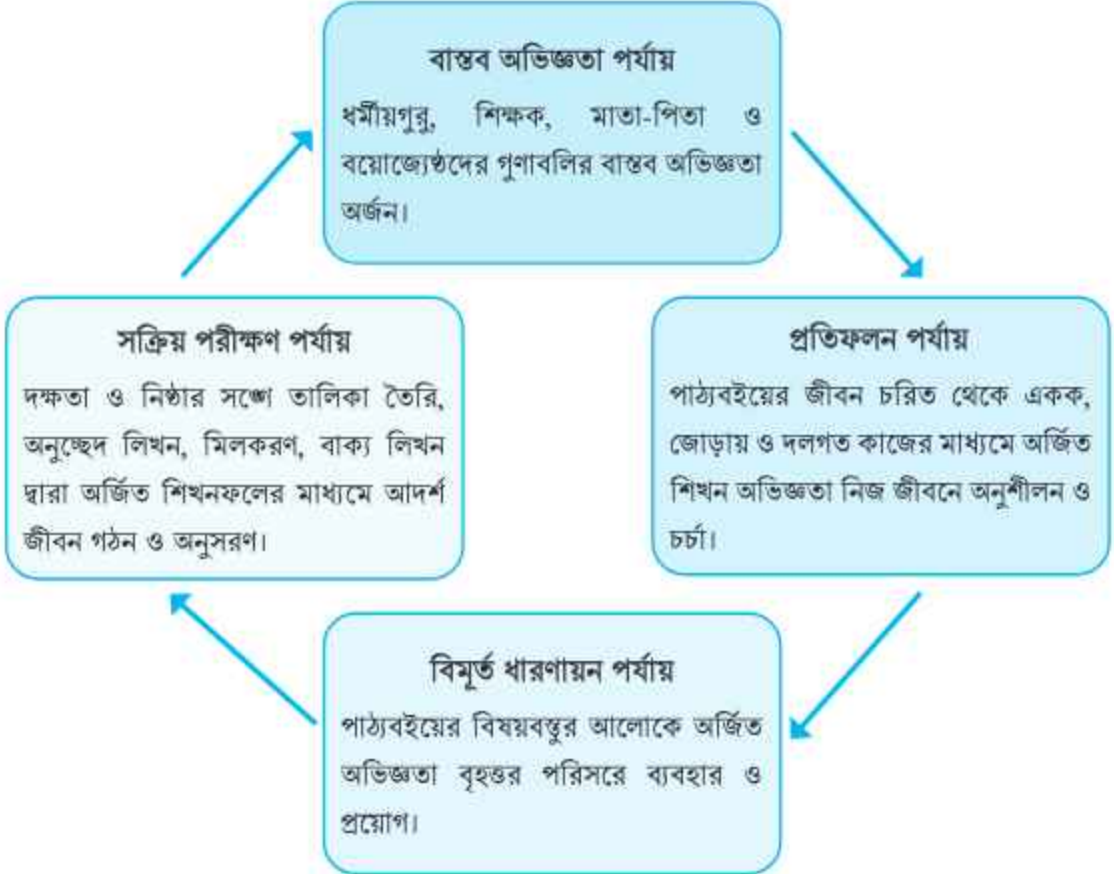 বাস্তব অভিজ্ঞতা পর্যায়
ধর্মীয়গুরু, শিক্ষক, মাতা-পিতা ও
বয়োজ্যেষ্ঠদের গুণাবলির বাস্তব অভিজ্ঞতা
অর্জন।
প্রতিফলন পর্যায়
পাঠ্যবইয়ের জীবন চরিত থেকে একক,
জোড়ায় ও দলগত কাজের মাধ্যমে অর্জিত
শিখন অভিজ্ঞতা নিজ জীবনে অনুশীলন ও
চর্চা।
বিমূর্ত ধারণায়ন পর্যায়
পাঠ্যবইয়ের বিষয়বস্তুর আলোকে অর্জিত
অভিজ্ঞতা বৃহত্তর পরিসরে ব্যবহার ও
প্রয়োগ।
সক্রিয় পরীক্ষণ পর্যায়
দক্ষতা ও নিষ্ঠার সঙ্গে তালিকা তৈরি,
অনুচ্ছেদ লিখন, মিলকরণ, বাক্য লিখন
দ্বারা অর্জিত শিখনফলের মাধ্যমে আদর্শ
জীবন গঠন ও অনুসরণ।